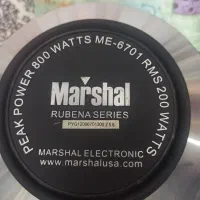 PEAK POWER 800 WATTS ME-6701 RMS 200 WATTS
Marshal
RUBENA SERIES
MARSHAL ELECTRONIC
www.marshalusa.com